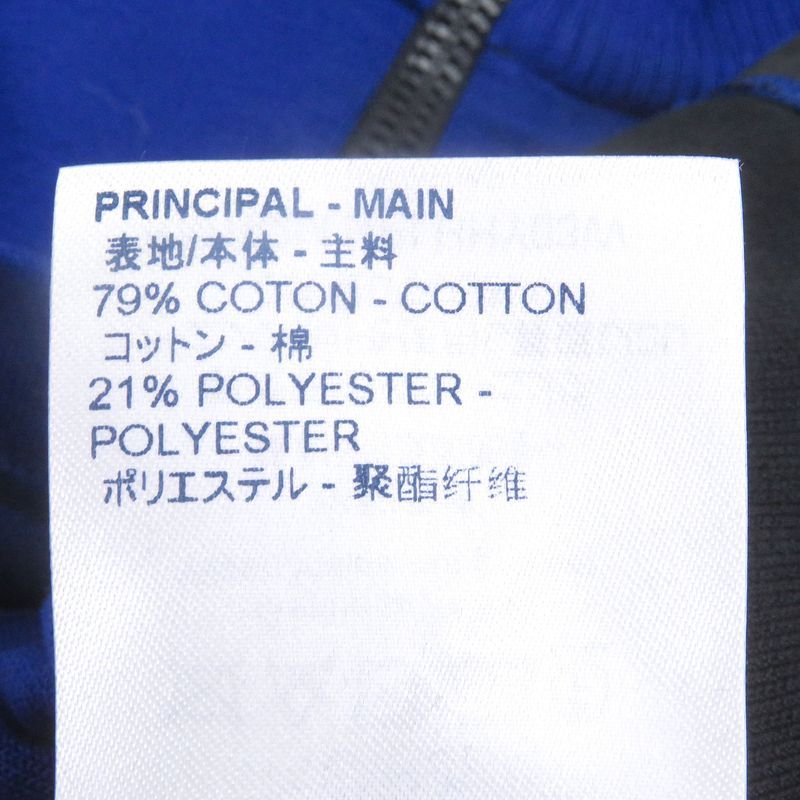 PRINCIPAL - MAIN
表地/本体 - 主料
79% COTON - COTTON
コットン - 棉
21% POLYESTER -
POLYESTER
ポリエステル - 聚酯纤维